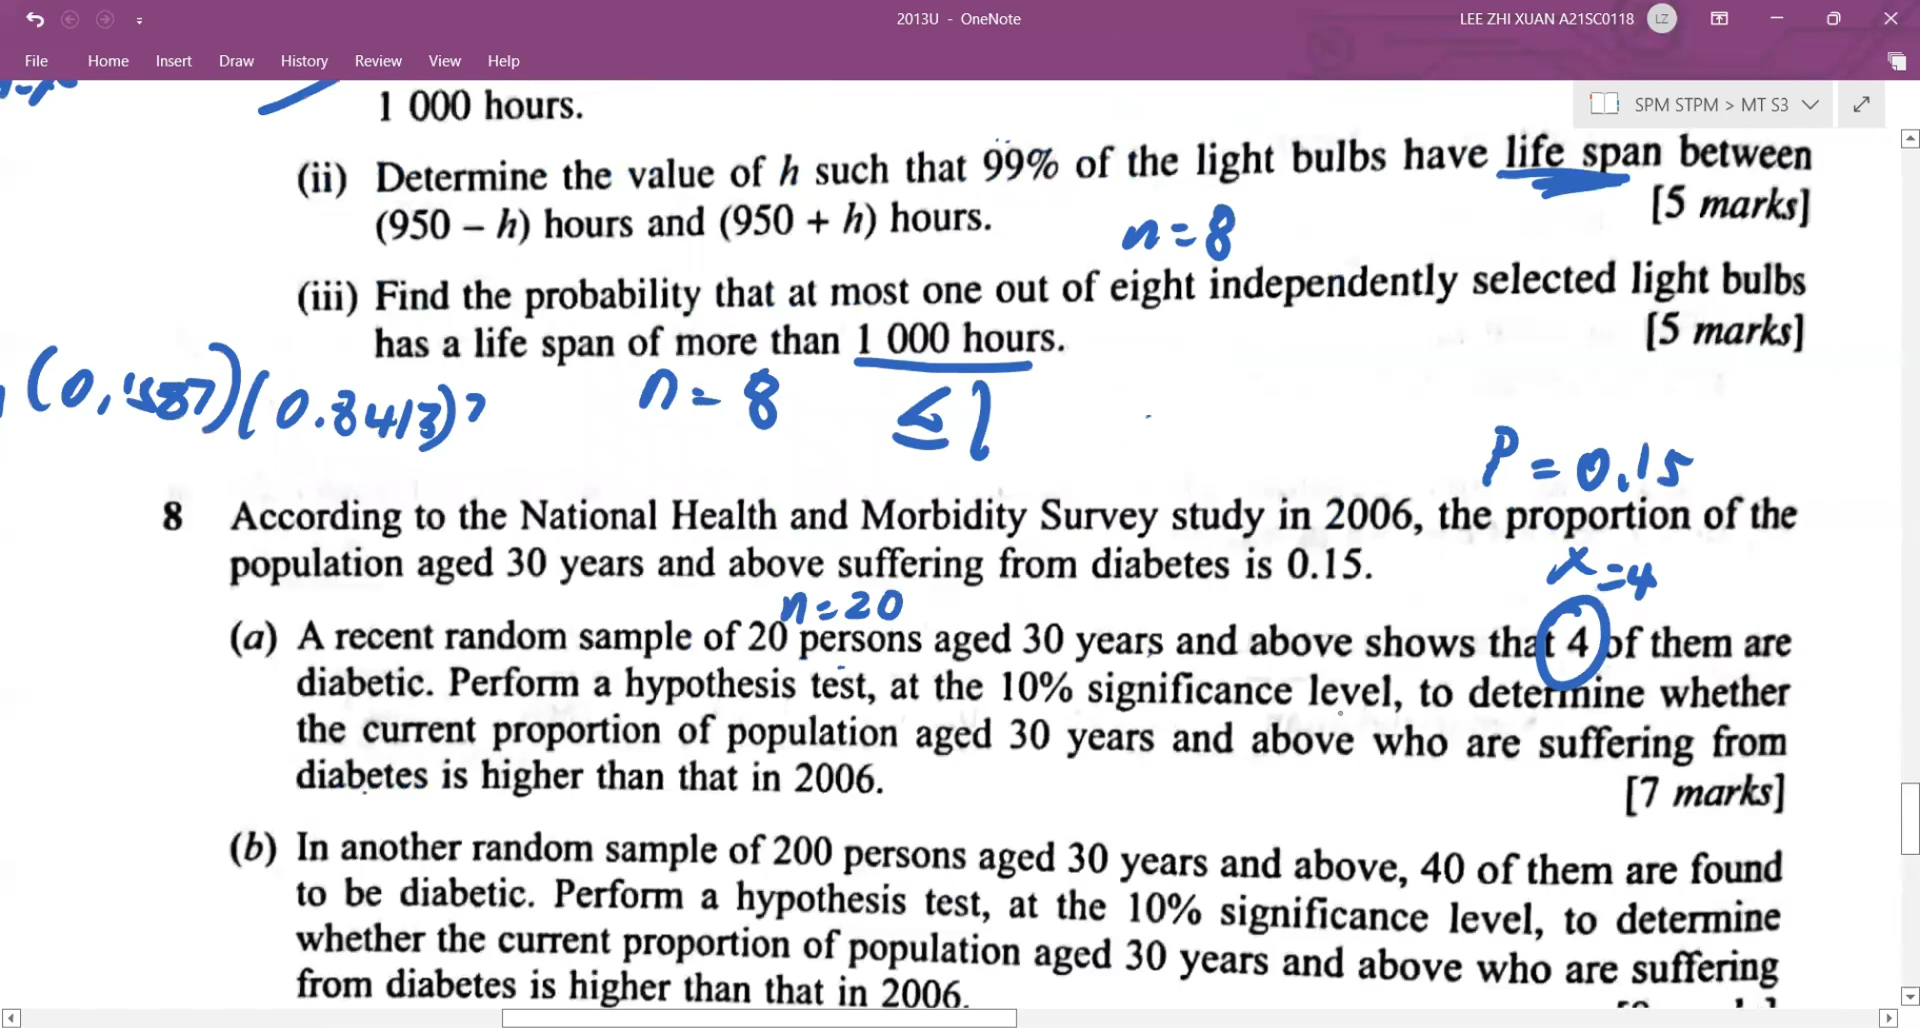 2013U - OneNote
LEE ZHI XUAN A21SC0118
LZ
File Home Insert Draw History Review View Help
SPM STPM > MT S3
1 000 hours.
(ii) Determine the value of h such that 99% of the light bulbs have life span between
(950 – h) hours and (950 + h) hours.
[5 marks]
n=8
(iii) Find the probability that at most one out of eight independently selected light bulbs
has a life span of more than 1 000 hours.
[5 marks]
(0.1587)(0.8413)7
n=8
≤1
P=0.15
8 According to the National Health and Morbidity Survey study in 2006, the proportion of the
population aged 30 years and above suffering from diabetes is 0.15.
x=4
n=20
(a) A recent random sample of 20 persons aged 30 years and above shows that 4 of them are
diabetic. Perform a hypothesis test, at the 10% significance level, to determine whether
the current proportion of population aged 30 years and above who are suffering from
diabetes is higher than that in 2006.
[7 marks]
(b) In another random sample of 200 persons aged 30 years and above, 40 of them are found
to be diabetic. Perform a hypothesis test, at the 10% significance level, to determine
whether the current proportion of population aged 30 years and above who are suffering
from diabetes is higher than that in 2006.